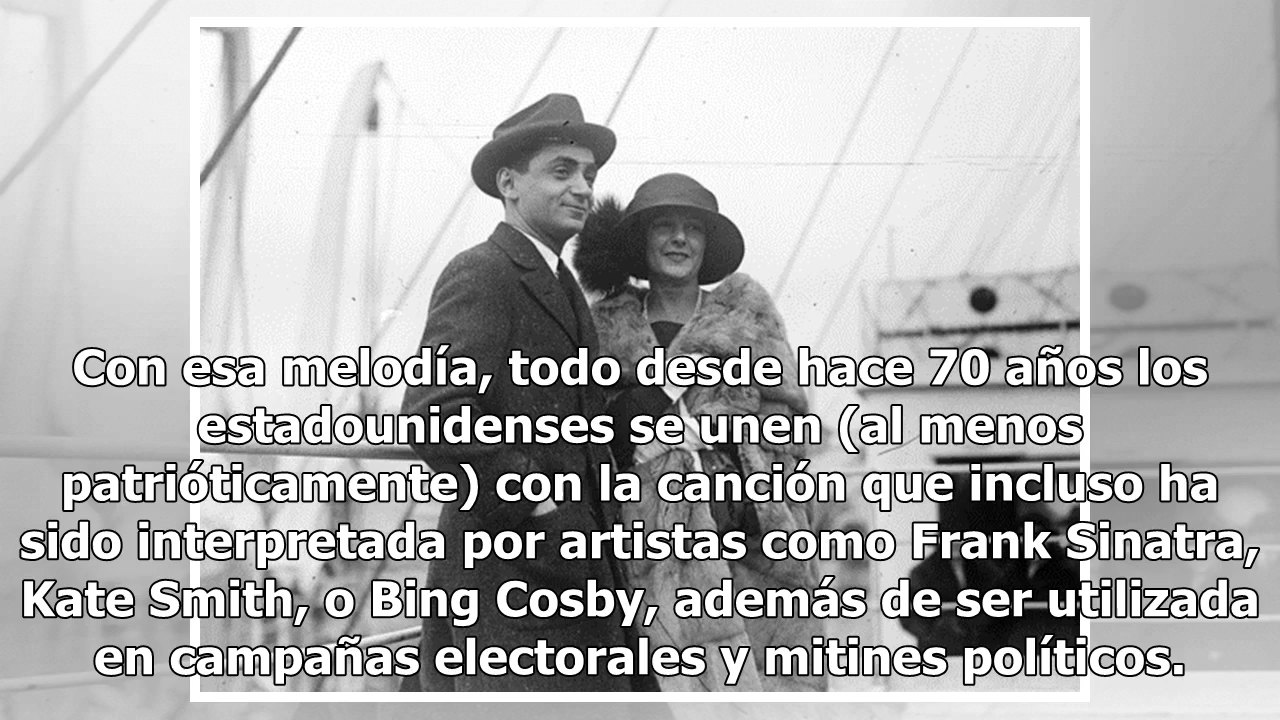 Con esa melodía, todo desde hace 70 años los
estadounidenses se unen (al menos
patrióticamente) con la canción que incluso ha
sido interpretada por artistas como Frank Sinatra,
Kate Smith, o Bing Cosby, además de ser utilizada
en campañas electorales y mitines políticos.